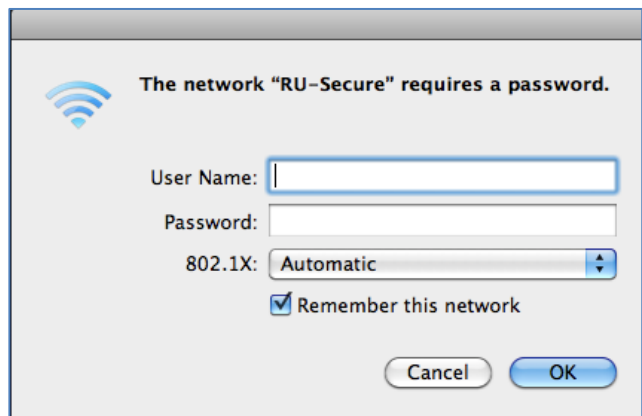 The network “RU-Secure” requires a password.
User Name:
Password:
802.1X: Automatic
Remember this network
Cancel OK